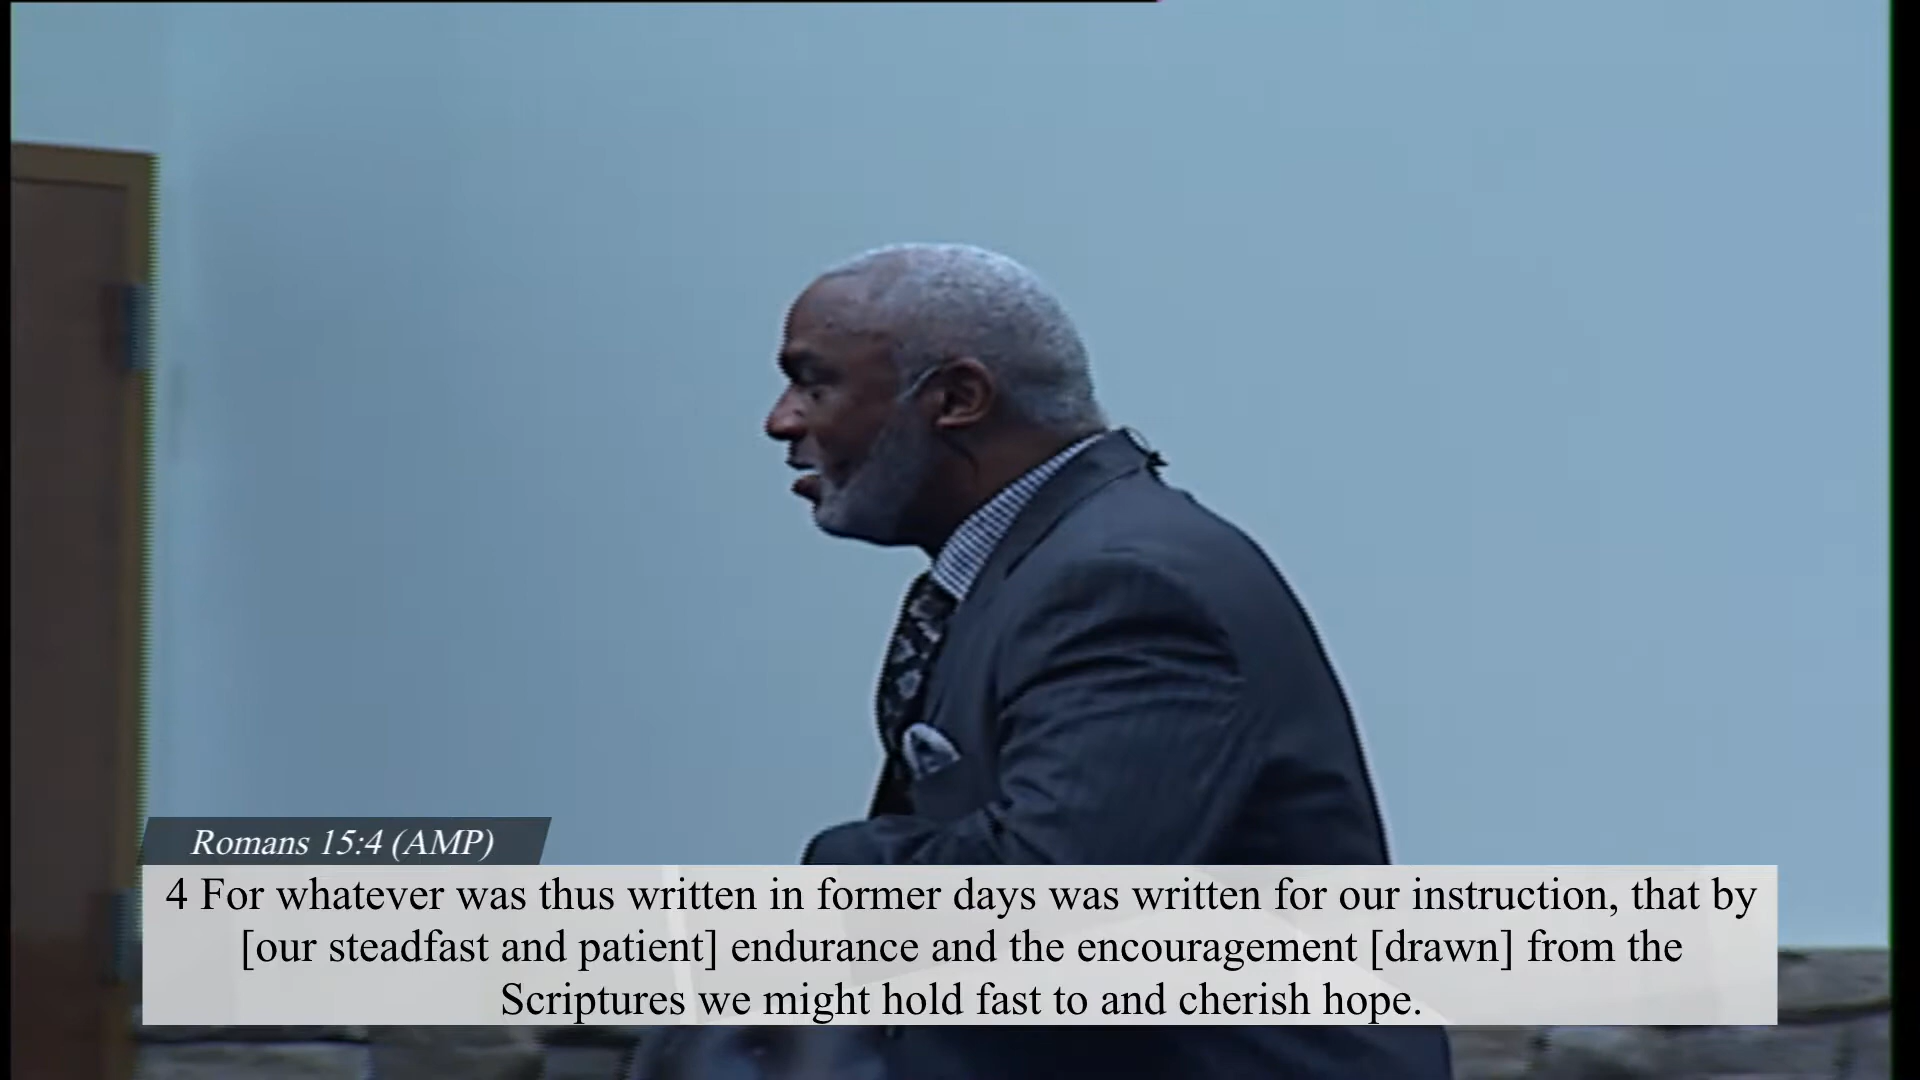 Romans 15:4 (AMP)
4 For whatever was thus written in former days was written for our instruction, that by
[our steadfast and patient] endurance and the encouragement [drawn] from the
Scriptures we might hold fast to and cherish hope.